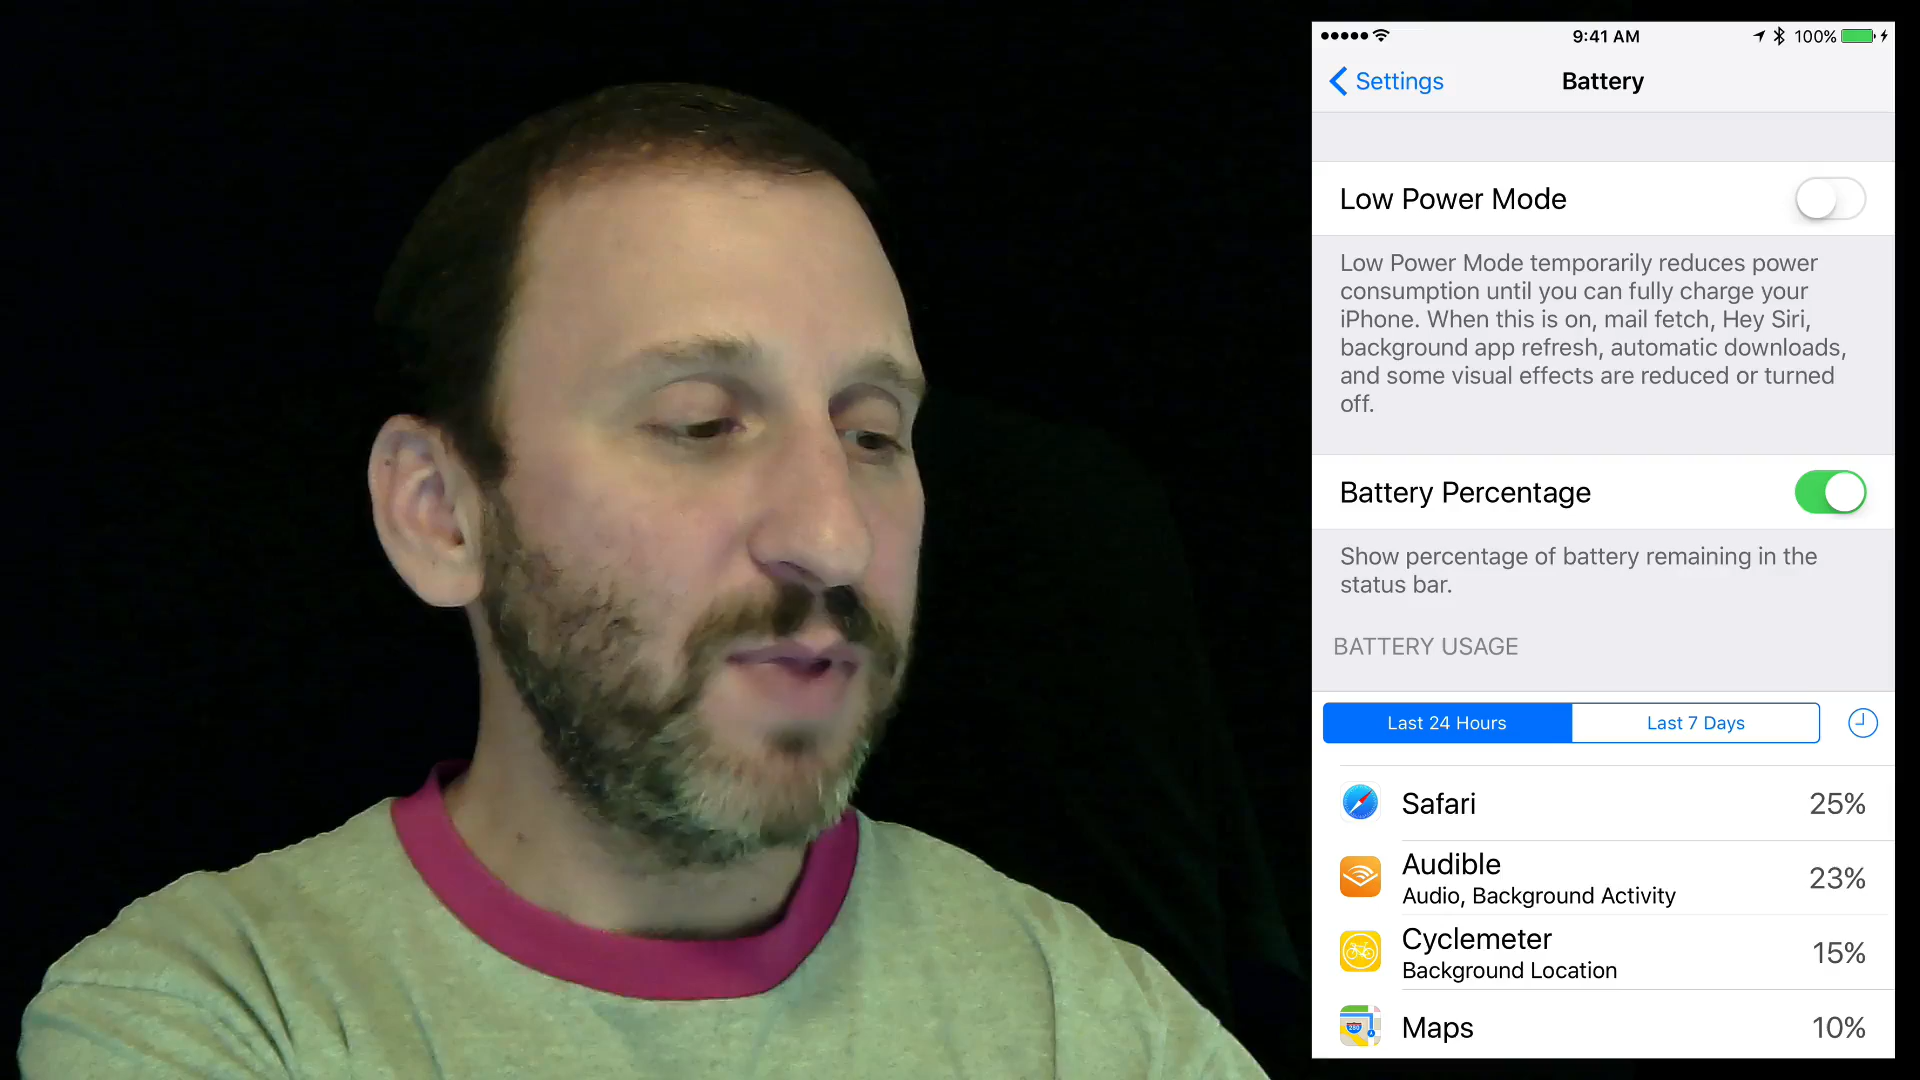 9:41 AM
100%
Settings
Battery
Low Power Mode
Low Power Mode temporarily reduces power
consumption until you can fully charge your
iPhone. When this is on, mail fetch, Hey Siri,
background app refresh, automatic downloads,
and some visual effects are reduced or turned
off.
Battery Percentage
Show percentage of battery remaining in the
status bar.
BATTERY USAGE
Last 24 Hours
Last 7 Days
Safari
25%
Audible
Audio, Background Activity
23%
Cyclemeter
Background Location
15%
280
Maps
10%